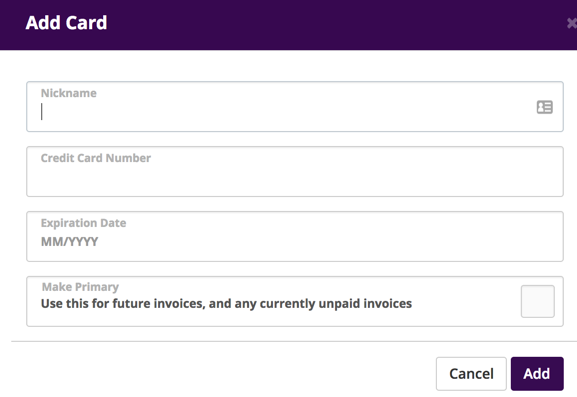 Add Card
Nickname
Credit Card Number
Expiration Date
MM/YYYY
Make Primary
Use this for future invoices, and any currently unpaid invoices
Cancel
Add